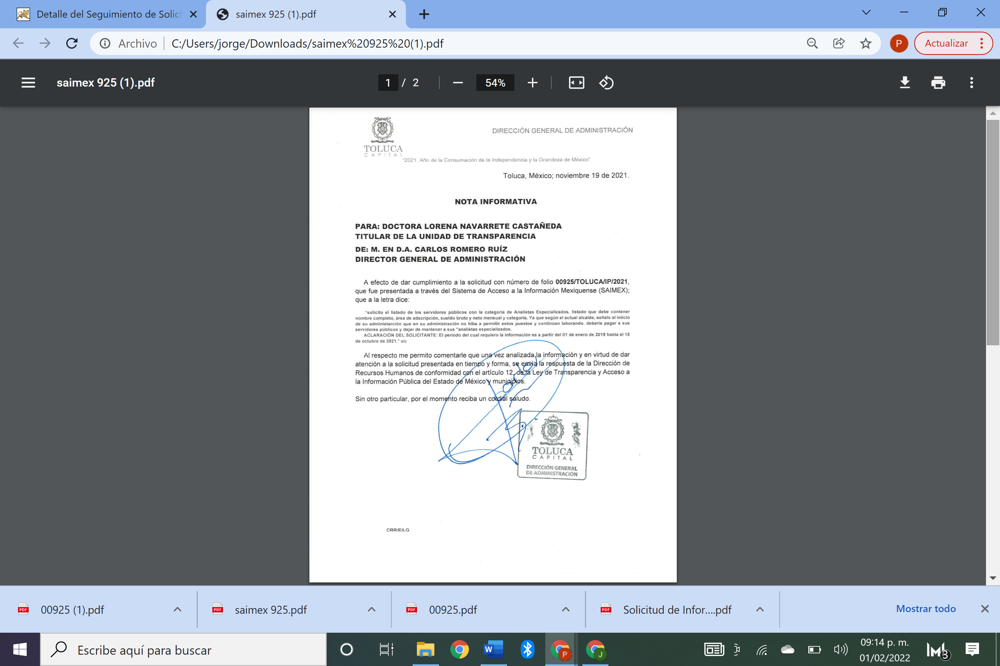 Detalle del Seguimiento de Solici
saimex 925 (1).pdf
Archivo
C:/Users/jorge/Downloads/saimex%20925%20(1).pdf
P
Actualizar
saimex 925 (1).pdf
1 / 2
54%
TOLUCA
CAPITAL
DIRECCIÓN GENERAL DE ADMINISTRACIÓN
"2021. Año de la Consumación de la Independencia y la Grandeza de México"
Toluca, México; noviembre 19 de 2021.
NOTA INFORMATIVA
PARA: DOCTORA LORENA NAVARRETE CASTAÑEDA
TITULAR DE LA UNIDAD DE TRANSPARENCIA
DE: M. EN D.A. CARLOS ROMERO RUÍZ
DIRECTOR GENERAL DE ADMINISTRACIÓN
A efecto de dar cumplimiento a la solicitud con número de folio 00925/TOLUCA/IP/2021,
que fue presentada a través del Sistema de Acceso a la Información Mexiquense (SAIMEX);
que a la letra dice:
"solicito el listado de los servidores públicos con la categoría de Analistas Especializados, listado que debe contener
nombre completo, área de adscripción, sueldo bruto y neto mensual y categoría. Ya que según el actual alcalde, señalo al iniicio
de su administarción que en su administración no hiba a permitir estos puestos y continúan laborando. debería pagar a sus
servidores públicos y dejar de mantener a sus "analistas especializados.
ACLARACIÓN DEL SOLICITANTE: El período del cual requiero la información es a partir del 01 de enero de 2019 hasta el 15
de octubre de 2021." sic
Al respecto me permito comentarle que una vez analizada la información y en virtud de dar
atención a la solicitud presentada en tiempo y forma, se envía la respuesta de la Dirección de
Recursos Humanos de conformidad con el artículo 12, de la Ley de Transparencia y Acceso a
la Información Pública del Estado de México y municipios.
Sin otro particular, por el momento reciba un cordial saludo.
TOLUCA
CAPITAL
DIRECCIÓN GENERAL
DE ADMINISTRACIÓN
CRR/EILG
00925 (1).pdf
saimex 925.pdf
00925.pdf
Solicitud de Infor....pdf
Mostrar todo
Escribe aquí para buscar
09:14 p. m.
01/02/2022
3